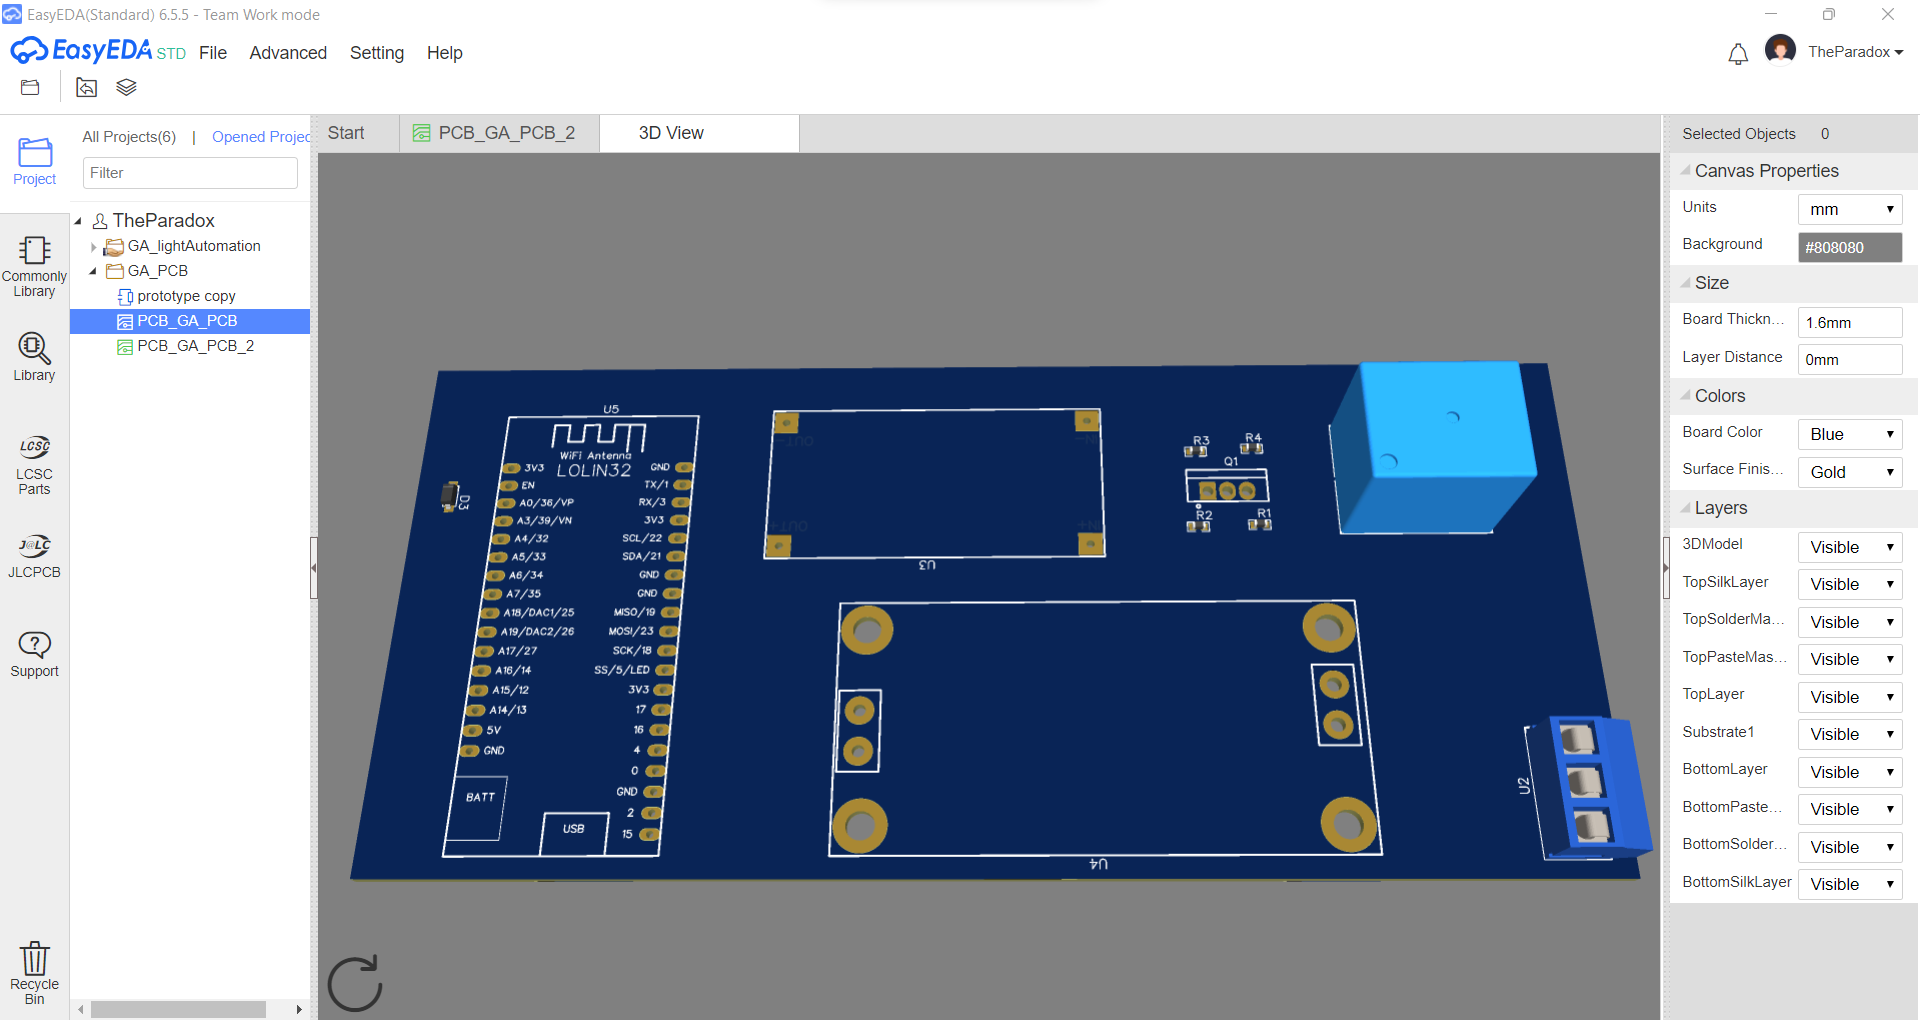 EasyEDA(Standard) 6.5.5 - Team Work mode
EasyEDA STD File Advanced Setting Help
TheParadox
All Projects(6) | Opened Projec
Filter
Project
Commonly Library
Library
LCSC
LCSC Parts
J@LC
JLCPCB
Support
Recycle Bin
TheParadox
GA_lightAutomation
GA_PCB
prototype copy
PCB_GA_PCB
PCB_GA_PCB_2
Start PCB_GA_PCB_2 3D View
U5
WiFi Antenna
LOLIN32
3V3 GND
EN TX/1
A0/36/VP RX/3
A3/39/VN 3V3
A4/32 SCL/22
A5/33 SDA/21
A6/34 GND
A7/35 GND
A18/DAC1/25 MISO/19
A19/DAC2/26 MOSI/23
A17/27 SCK/18
A16/14 SS/5/LED
A15/12 3V3
A14/13 17
5V 16
GND 4
0
GND
2
15
BATT
USB
D3
OUT-
IN-
OUT+
IN+
U3
R3 R4
Q1
R2 R1
U4
U2
Selected Objects 0
Canvas Properties
Units mm
Background #808080
Size
Board Thickn... 1.6mm
Layer Distance 0mm
Colors
Board Color Blue
Surface Finis... Gold
Layers
3DModel Visible
TopSilkLayer Visible
TopSolderMa... Visible
TopPasteMas... Visible
TopLayer Visible
Substrate1 Visible
BottomLayer Visible
BottomPaste... Visible
BottomSolder... Visible
BottomSilkLayer Visible